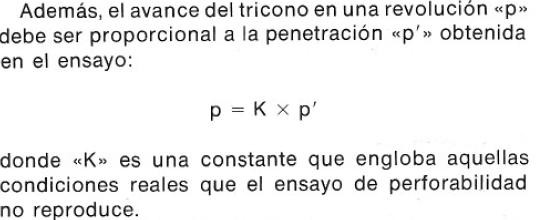 Además, el avance del tricono en una revolución «p»
debe ser proporcional a la penetración «p′» obtenida
en el ensayo:
p = K × p′
donde «K» es una constante que engloba aquellas
condiciones reales que el ensayo de perforabilidad
no reproduce.